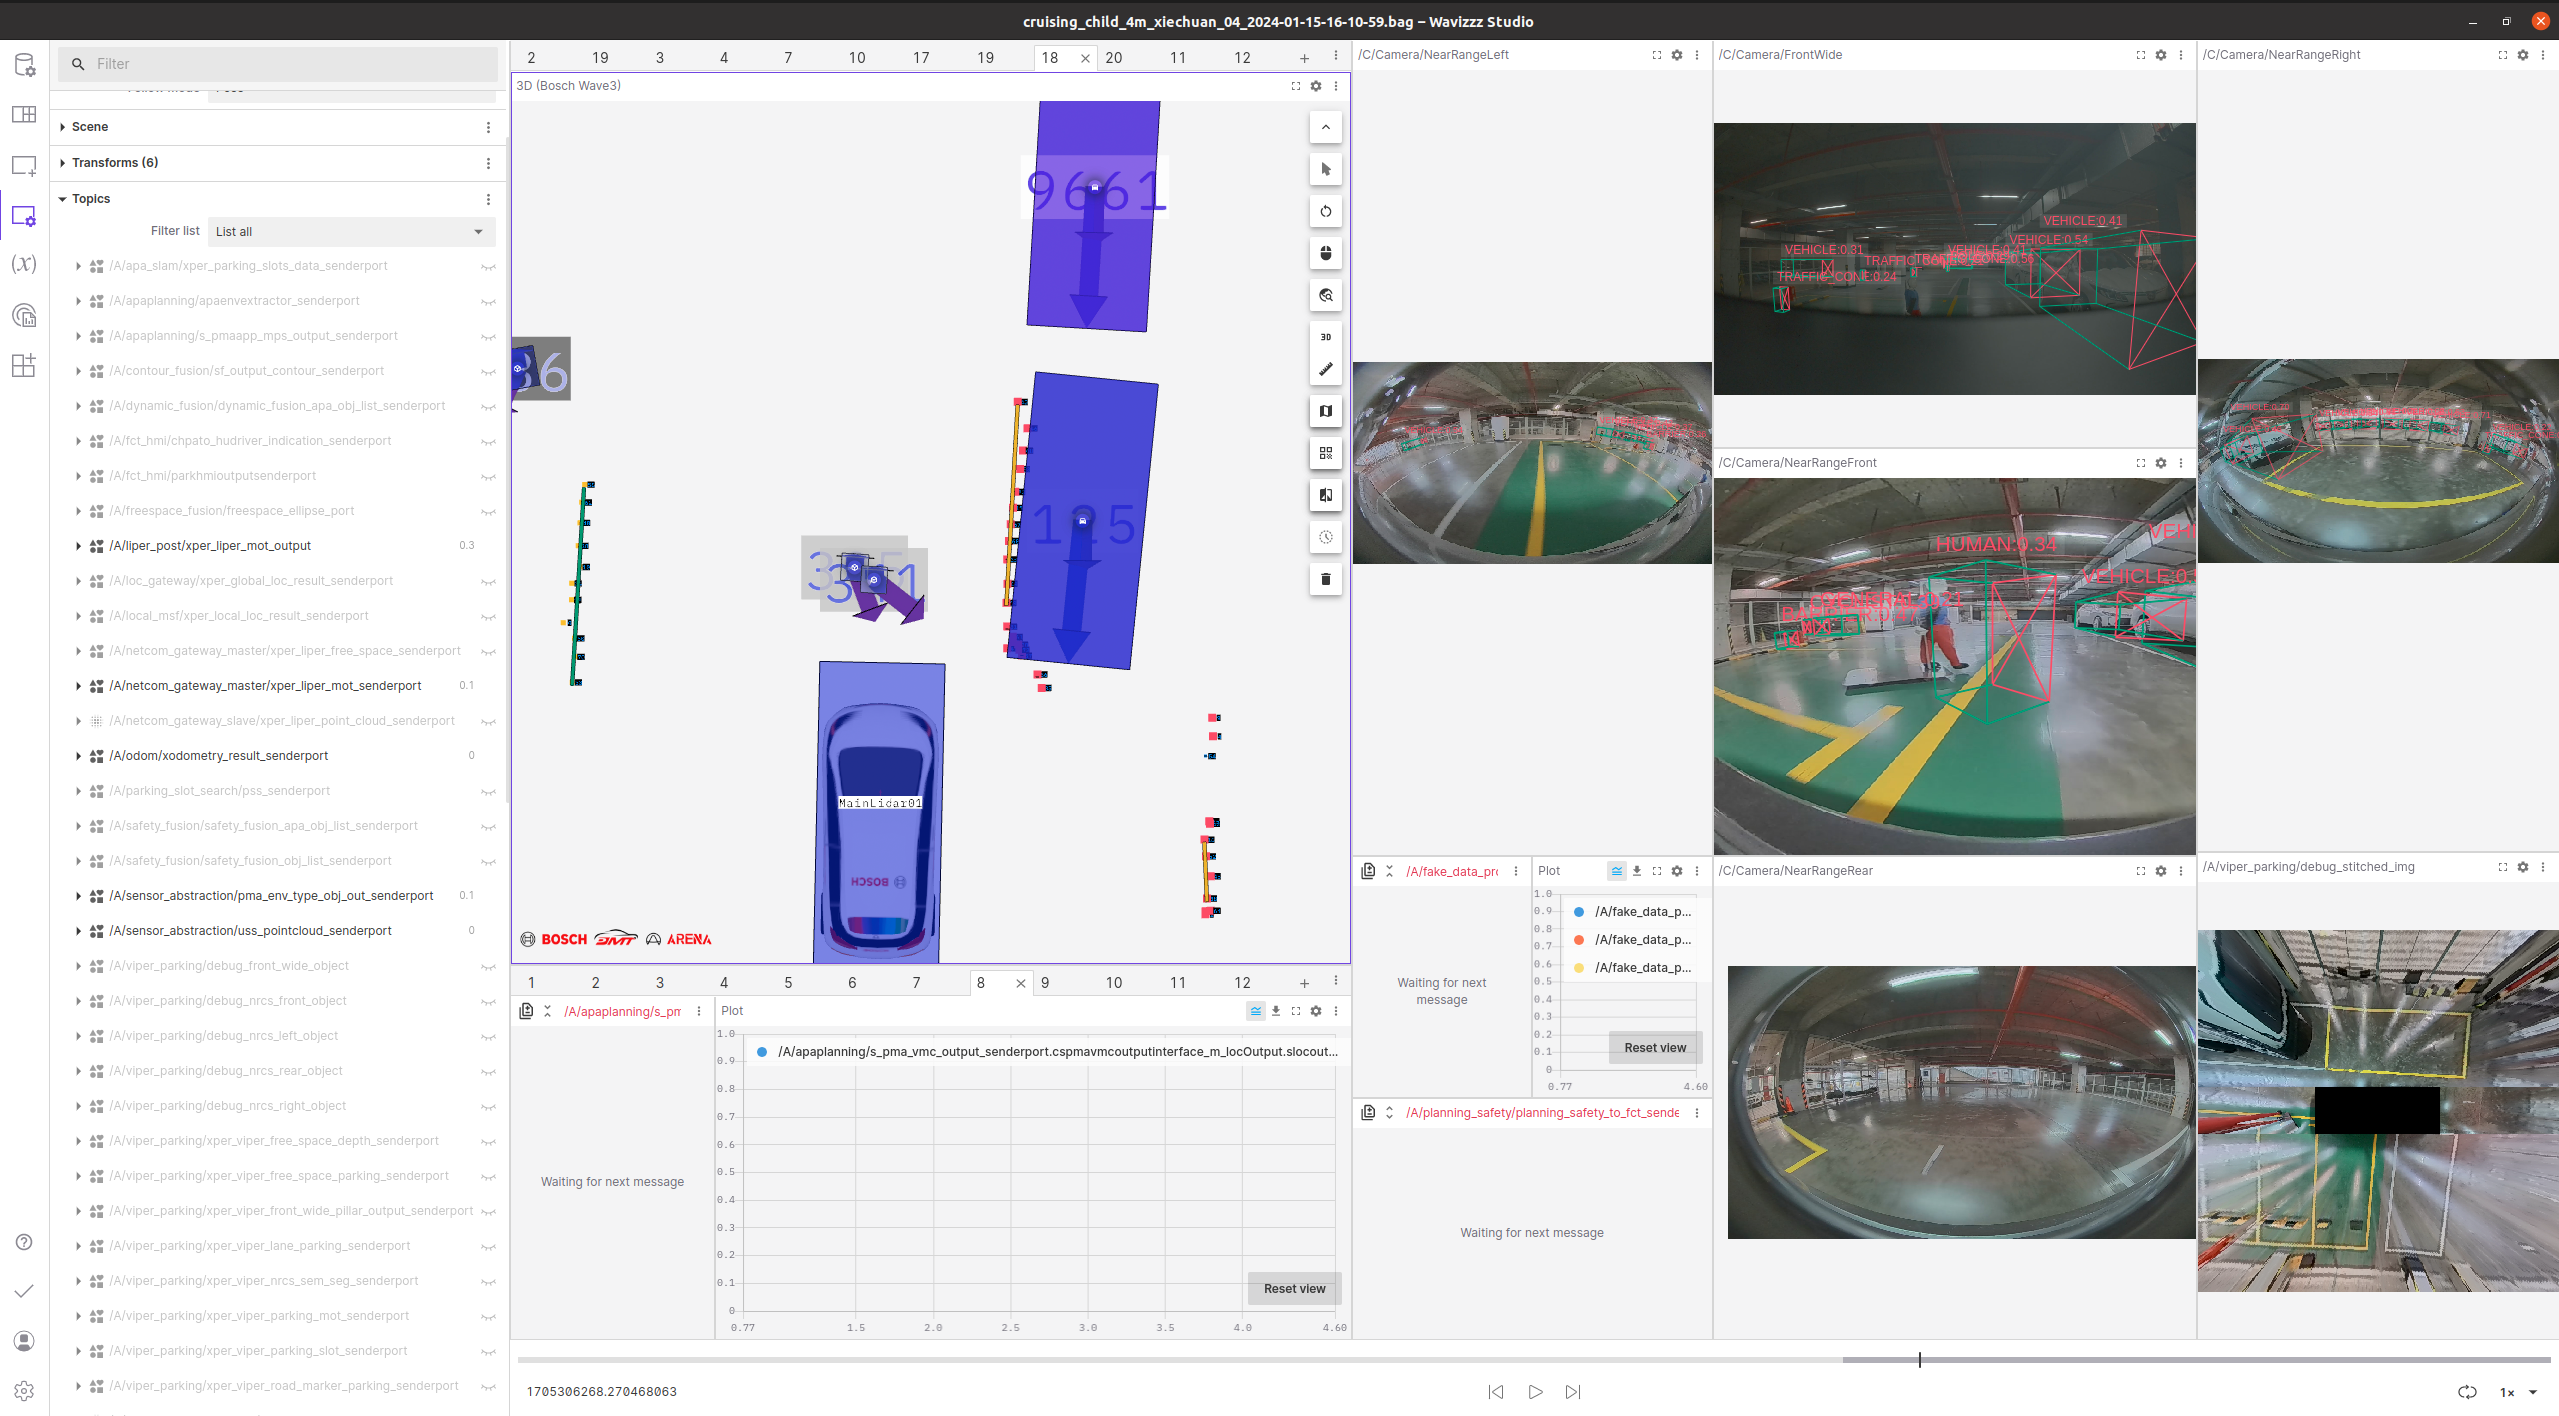 cruising_child_4m_xiechuan_04_2024-01-15-16-10-59.bag – Wavizzz Studio
Filter
Scene
Transforms (6)
Topics
Filter list List all
/A/apa_slam/xper_parking_slots_data_senderport
/A/apaplanning/apaenvextractor_senderport
/A/apaplanning/s_pmaapp_mps_output_senderport
/A/contour_fusion/sf_output_contour_senderport
/A/dynamic_fusion/dynamic_fusion_apa_obj_list_senderport
/A/fct_hmi/chpato_hudriver_indication_senderport
/A/fct_hmi/parkhmioutputsenderport
/A/freespace_fusion/freespace_ellipse_port
/A/liper_post/xper_liper_mot_output 0.3
/A/loc_gateway/xper_global_loc_result_senderport
/A/local_msf/xper_local_loc_result_senderport
/A/netcom_gateway_master/xper_liper_free_space_senderport
/A/netcom_gateway_master/xper_liper_mot_senderport 0.1
/A/netcom_gateway_slave/xper_liper_point_cloud_senderport
/A/odom/xodometry_result_senderport 0
/A/parking_slot_search/pss_senderport
/A/safety_fusion/safety_fusion_apa_obj_list_senderport
/A/safety_fusion/safety_fusion_obj_list_senderport
/A/sensor_abstraction/pma_env_type_obj_out_senderport 0.1
/A/sensor_abstraction/uss_pointcloud_senderport 0
/A/viper_parking/debug_front_wide_object
/A/viper_parking/debug_nrcs_front_object
/A/viper_parking/debug_nrcs_left_object
/A/viper_parking/debug_nrcs_rear_object
/A/viper_parking/debug_nrcs_right_object
/A/viper_parking/xper_viper_free_space_depth_senderport
/A/viper_parking/xper_viper_free_space_parking_senderport
/A/viper_parking/xper_viper_front_wide_pillar_output_senderport
/A/viper_parking/xper_viper_lane_parking_senderport
/A/viper_parking/xper_viper_nrcs_sem_seg_senderport
/A/viper_parking/xper_viper_parking_mot_senderport
/A/viper_parking/xper_viper_parking_slot_senderport
/A/viper_parking/xper_viper_road_marker_parking_senderport
2 19 3 4 7 10 17 19 18 20 11 12
3D (Bosch Wave3)
9661
125
MainLidar01
BOSCH
3D
BOSCH ARENA
1 2 3 4 5 6 7 8 9 10 11 12
/A/apaplanning/s_pm
Waiting for next message
Plot
/A/apaplanning/s_pma_vmc_output_senderport.cspmavmcoutputinterface_m_locOutput.slocout...
1.0
0.9
0.8
0.7
0.6
0.5
0.4
0.3
0.2
0.1
0
0.77 1.5 2.0 2.5 3.0 3.5 4.0 4.60
Reset view
/C/Camera/NearRangeLeft
/C/Camera/FrontWide
VEHICLE:0.41
VEHICLE:0.54
VEHICLE:0.31
TRAFFIC_CONE:0.24
/C/Camera/NearRangeRight
/C/Camera/NearRangeFront
HUMAN:0.34
/A/fake_data_pro
Waiting for next
message
Plot
1.0
0.9
0.8
0.7
0.6
0.5
0.4
0.3
0.2
0.1
0
/A/fake_data_p...
/A/fake_data_p...
/A/fake_data_p...
Reset view
0.77 4.60
/A/planning_safety/planning_safety_to_fct_sende
Waiting for next message
/C/Camera/NearRangeRear
/A/viper_parking/debug_stitched_img
1705306268.270468063
1×